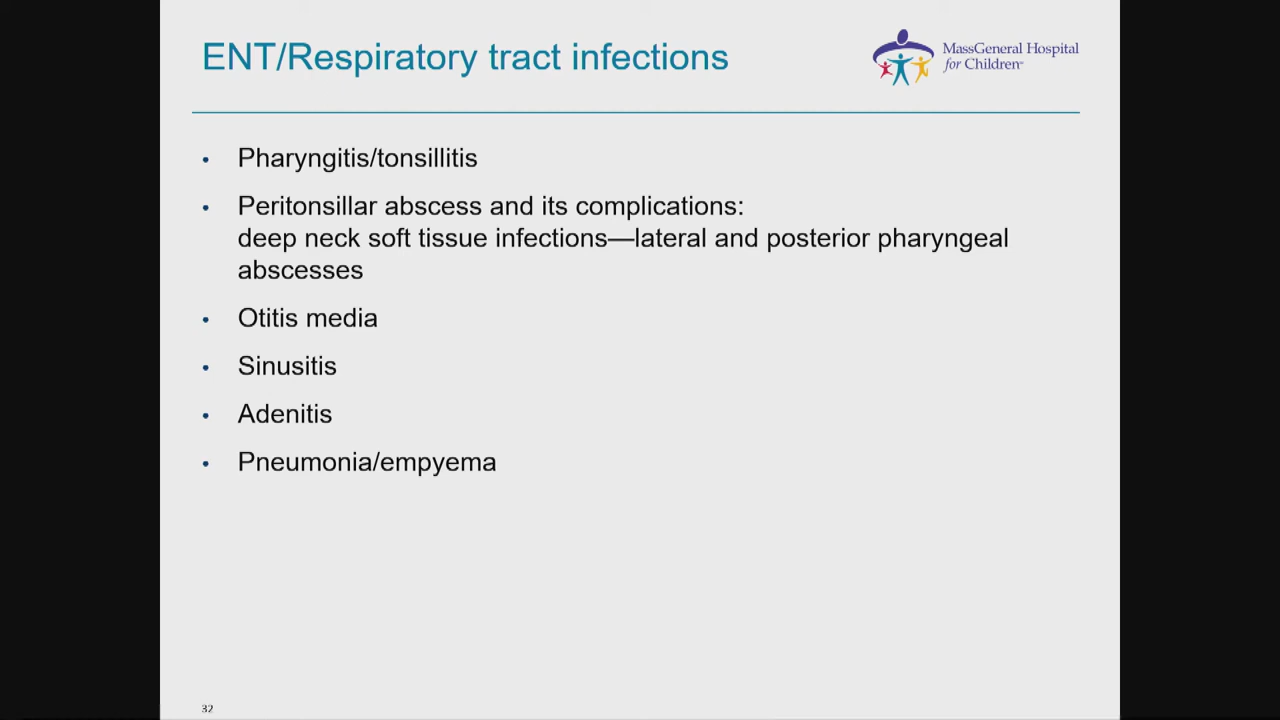 ENT/Respiratory tract infections
MassGeneral Hospital
for Children™
• Pharyngitis/tonsillitis
• Peritonsillar abscess and its complications:
deep neck soft tissue infections—lateral and posterior pharyngeal
abscesses
• Otitis media
• Sinusitis
• Adenitis
• Pneumonia/empyema
32